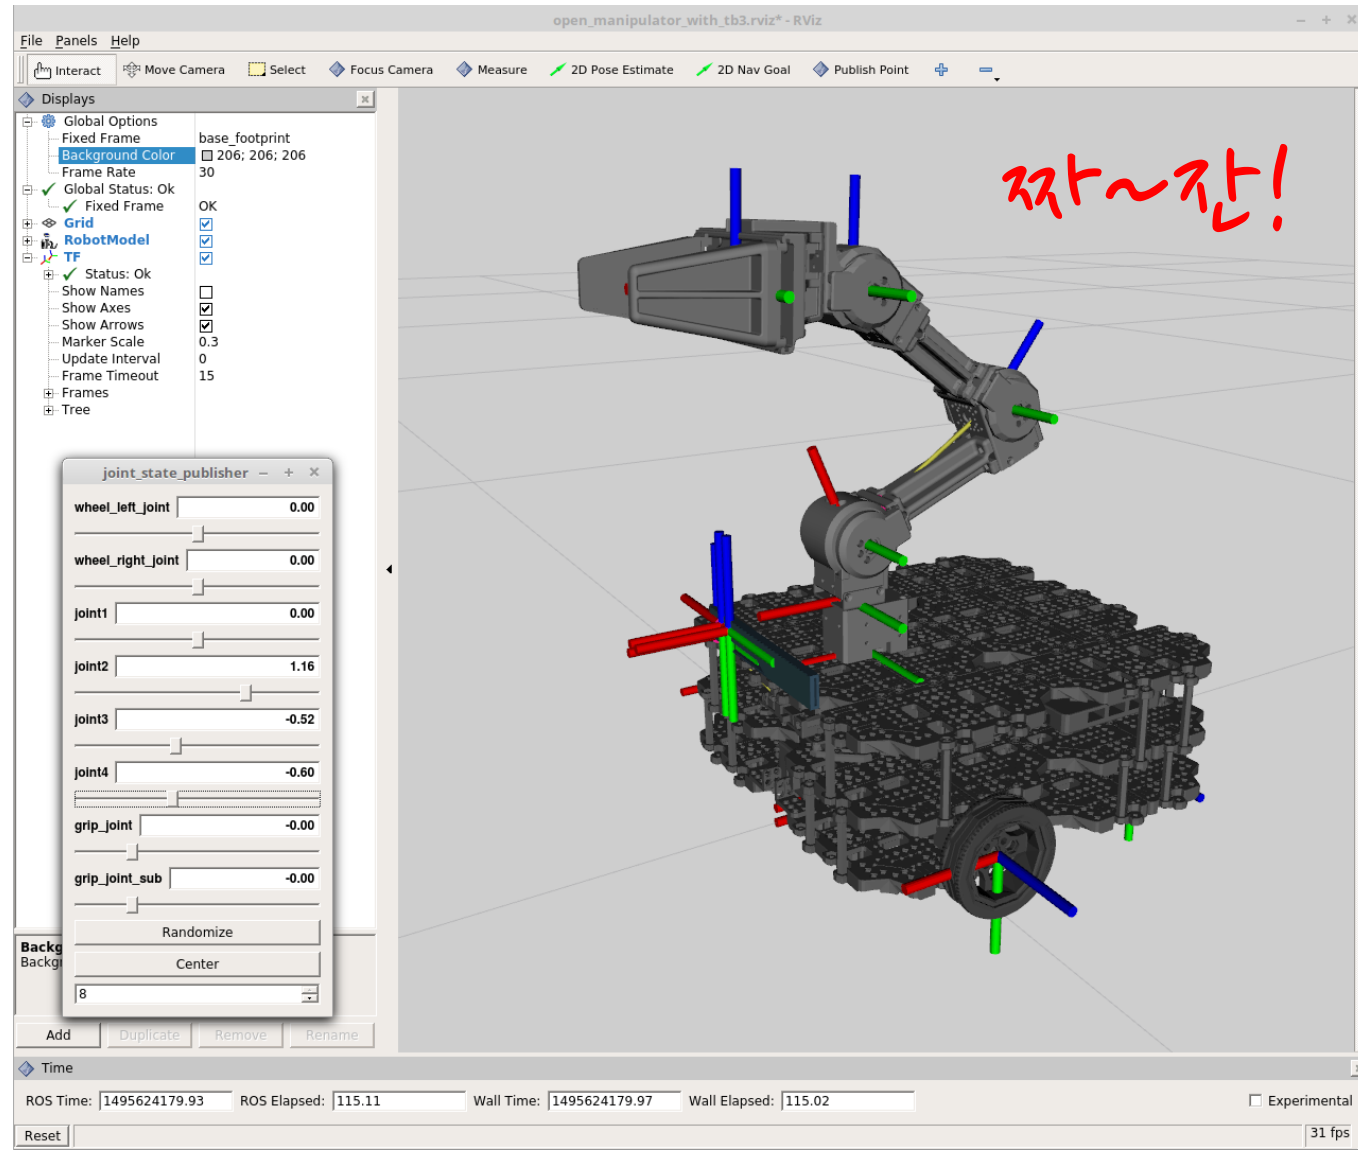 open_manipulator_with_tb3.rviz* - RViz
File Panels Help
Interact Move Camera Select Focus Camera Measure 2D Pose Estimate 2D Nav Goal Publish Point
Displays
Global Options
Fixed Frame base_footprint
Background Color 206; 206; 206
Frame Rate 30
Global Status: Ok
Fixed Frame OK
Grid
RobotModel
TF
Status: Ok
Show Names
Show Axes
Show Arrows
Marker Scale 0.3
Update Interval 0
Frame Timeout 15
Frames
Tree
짜~잔!
joint_state_publisher
wheel_left_joint 0.00
wheel_right_joint 0.00
joint1 0.00
joint2 1.16
joint3 -0.52
joint4 -0.60
grip_joint -0.00
grip_joint_sub -0.00
Randomize
Center
8
Backg
Backgr
Add Duplicate Remove Rename
Time
ROS Time: 1495624179.93 ROS Elapsed: 115.11 Wall Time: 1495624179.97 Wall Elapsed: 115.02 Experimental
Reset 31 fps